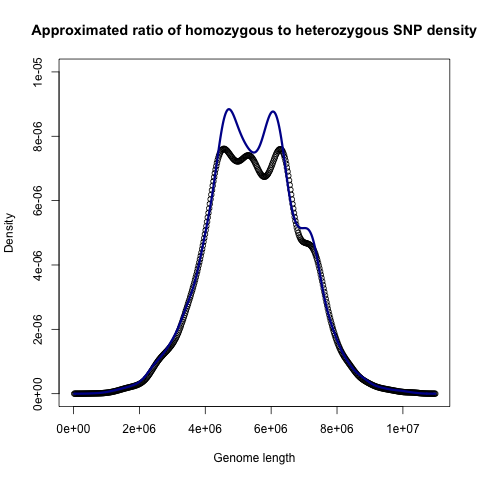 Approximated ratio of homozygous to heterozygous SNP density
1e-05
8e-06
6e-06
4e-06
2e-06
0e+00
Density
0e+00 2e+06 4e+06 6e+06 8e+06 1e+07
Genome length